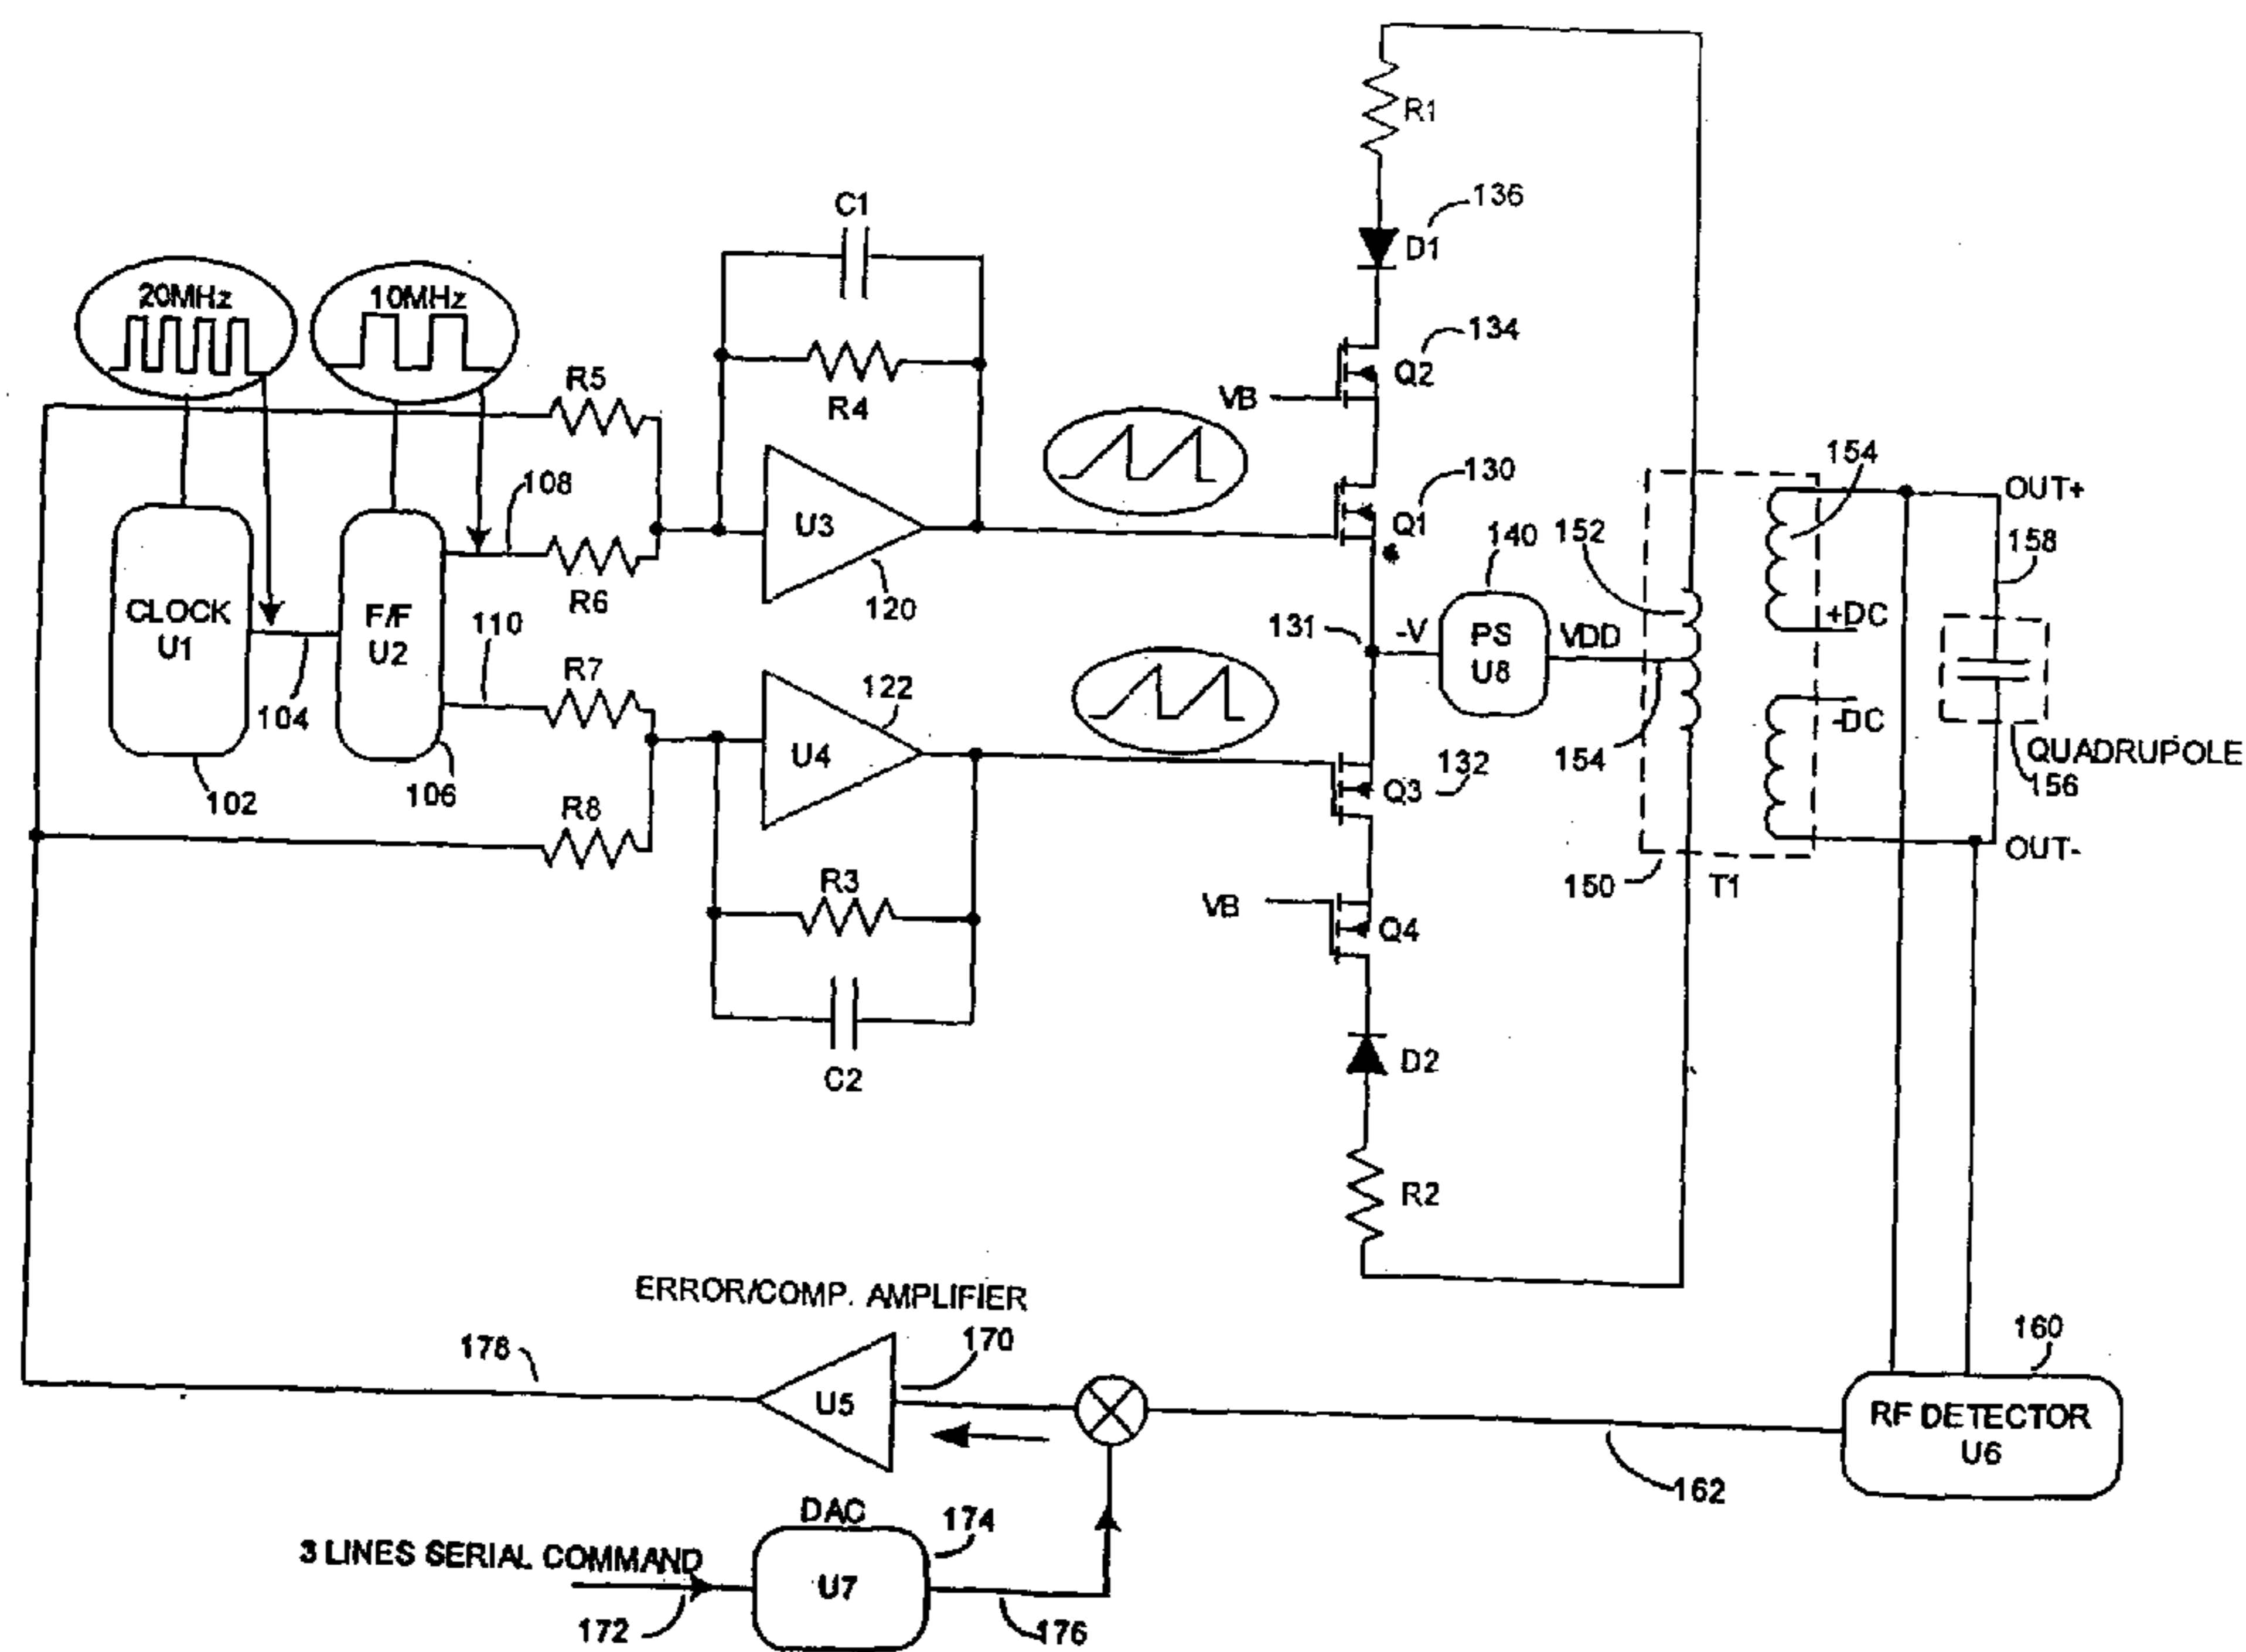 R1
136
D1
C1
20MHz
10MHz
134
Q2
VB
R5
R4
130
154
OUT+
108
U3
Q1
140
152
158
R6
CLOCK
U1
F/F
U2
110
120
131
-V
PS
U8
VDD
+DC
R7
122
104
U4
132
154
-DC
QUADRUPOLE
156
102
106
R8
Q3
OUT-
150
T1
R3
VB
Q4
D2
C2
R2
ERROR/COMP. AMPLIFIER
178
170
160
U5
RF DETECTOR
U6
162
DAC
174
3 LINES SERIAL COMMAND
U7
172
176